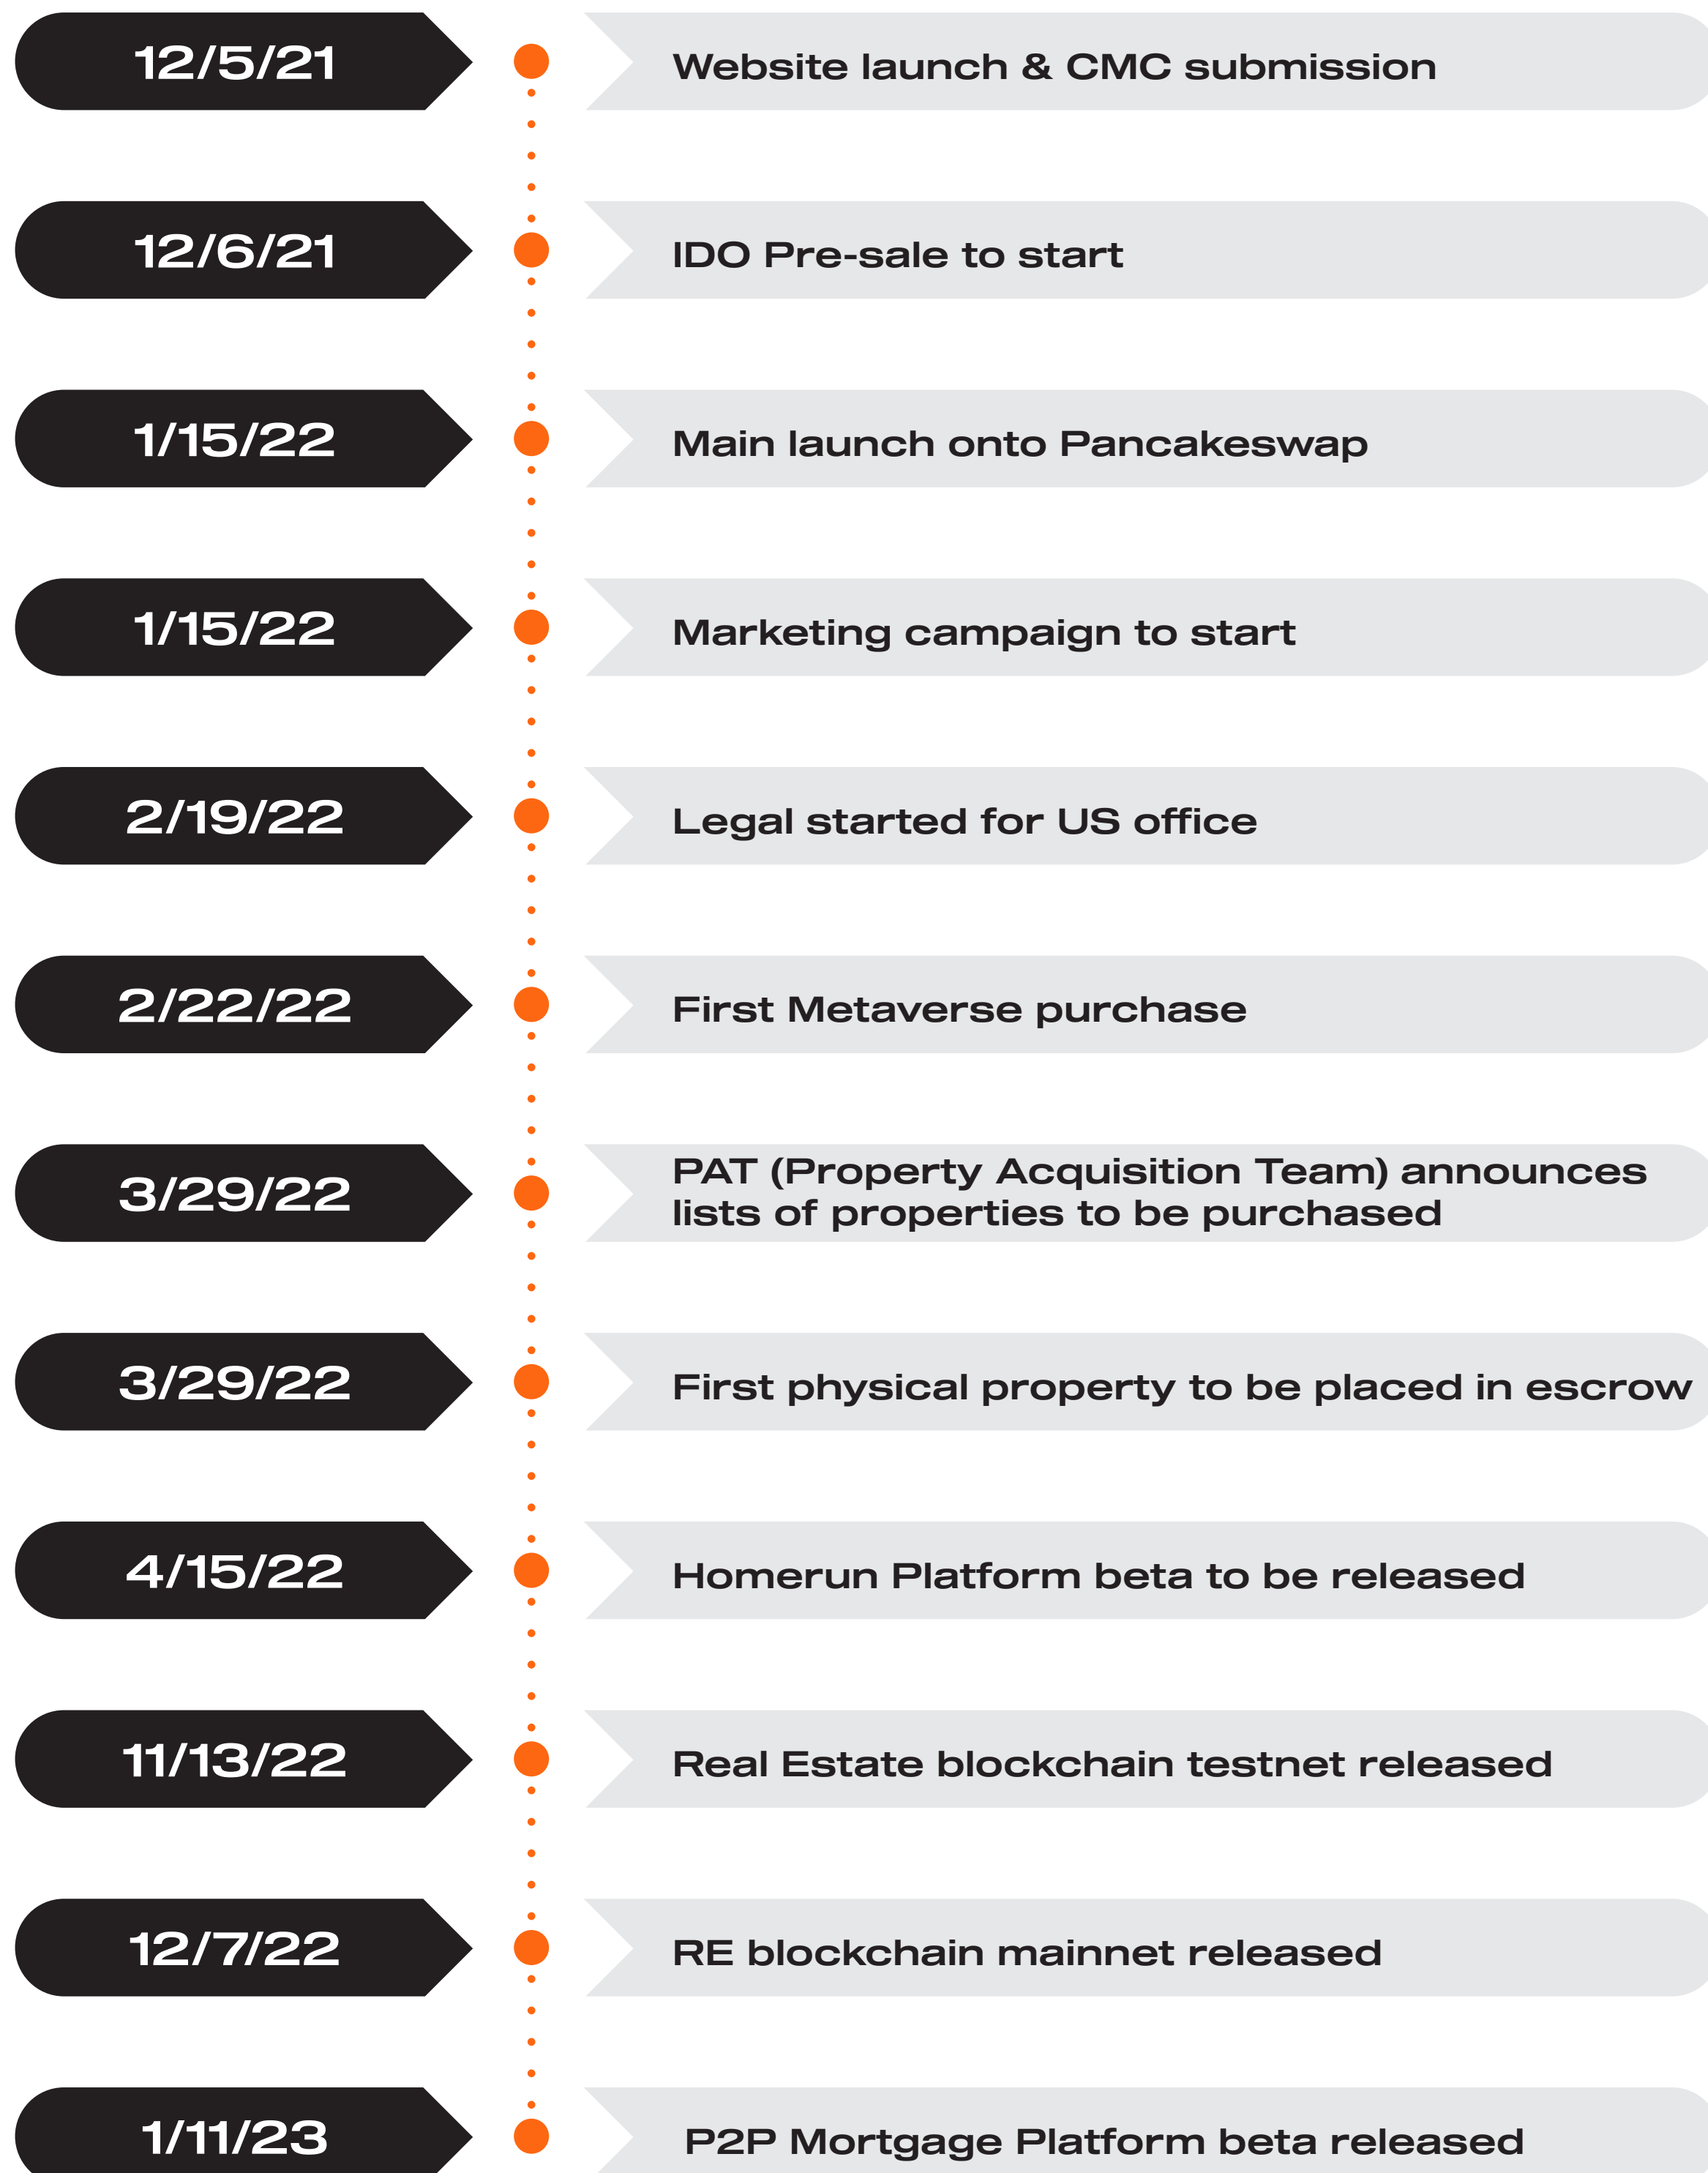 12/5/21
Website launch & CMC submission
12/6/21
IDO Pre-sale to start
1/15/22
Main launch onto Pancakeswap
1/15/22
Marketing campaign to start
2/19/22
Legal started for US office
2/22/22
First Metaverse purchase
3/29/22
PAT (Property Acquisition Team) announces
lists of properties to be purchased
3/29/22
First physical property to be placed in escrow
4/15/22
Homerun Platform beta to be released
11/13/22
Real Estate blockchain testnet released
12/7/22
RE blockchain mainnet released
1/11/23
P2P Mortgage Platform beta released